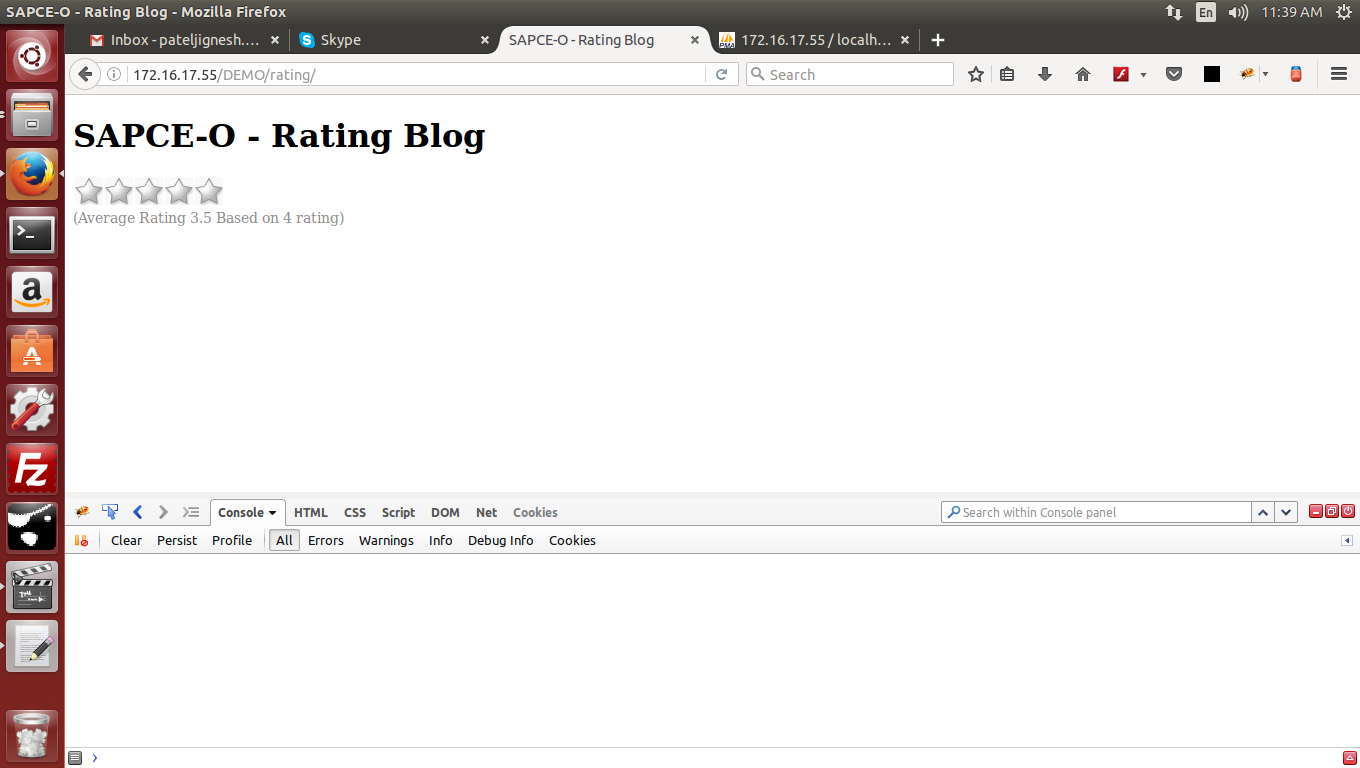 SAPCE-O - Rating Blog - Mozilla Firefox
En
11:39 AM
Inbox - pateljignesh....
Skype
SAPCE-O - Rating Blog
172.16.17.55 / localh...
172.16.17.55/DEMO/rating/
Search
SAPCE-O - Rating Blog
(Average Rating 3.5 Based on 4 rating)
Console HTML CSS Script DOM Net Cookies
Search within Console panel
Clear Persist Profile All Errors Warnings Info Debug Info Cookies